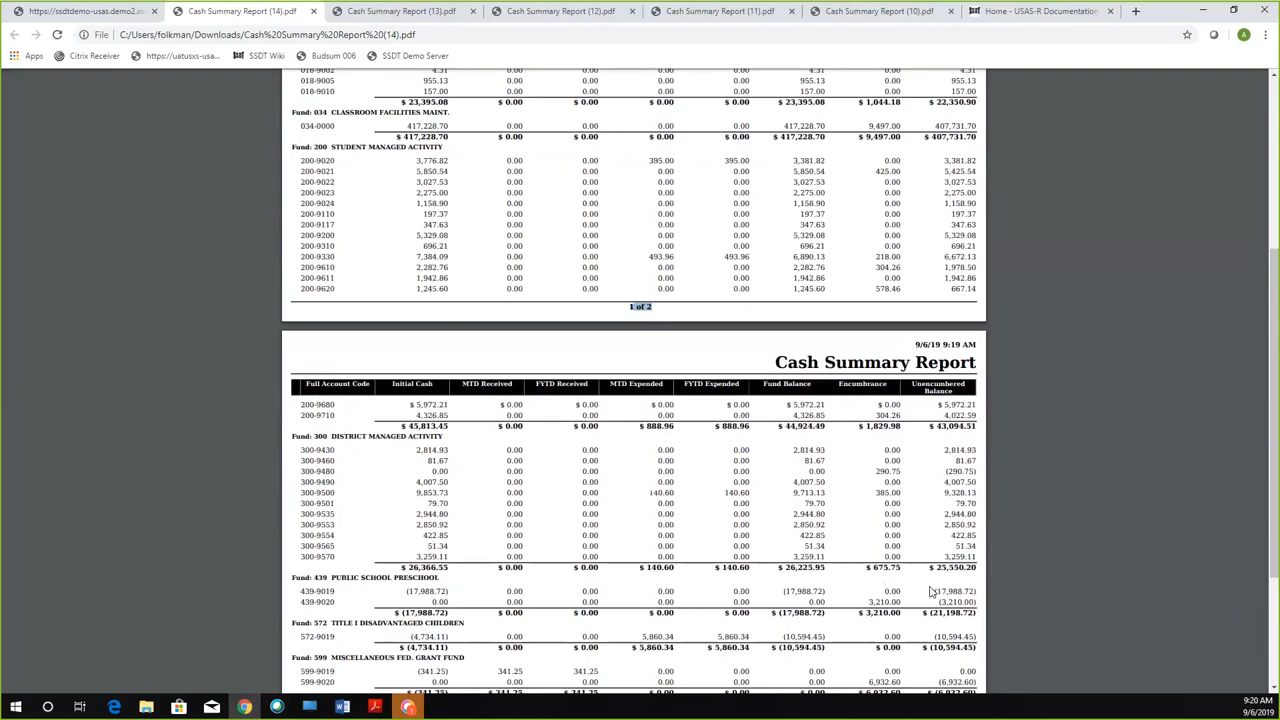 https://ssdtdemo-usas.demo2.ss
Cash Summary Report (14).pdf
Cash Summary Report (13).pdf
Cash Summary Report (12).pdf
Cash Summary Report (11).pdf
Cash Summary Report (10).pdf
Home - USAS-R Documentation
File C:/Users/folkman/Downloads/Cash%20Summary%20Report%20(14).pdf
A
Apps Citrix Receiver https://uatusxs-usa... SSDT Wiki Budsum 006 SSDT Demo Server
018-9002 4.31 0.00 0.00 0.00 0.00 4.31 0.00 4.31
018-9005 955.13 0.00 0.00 0.00 0.00 955.13 0.00 955.13
018-9010 157.00 0.00 0.00 0.00 0.00 157.00 0.00 157.00
$ 23,395.08 $ 0.00 $ 0.00 $ 0.00 $ 0.00 $ 23,395.08 $ 1,044.18 $ 22,350.90
Fund: 034 CLASSROOM FACILITIES MAINT.
034-0000 417,228.70 0.00 0.00 0.00 0.00 417,228.70 9,497.00 407,731.70
$ 417,228.70 $ 0.00 $ 0.00 $ 0.00 $ 0.00 $ 417,228.70 $ 9,497.00 $ 407,731.70
Fund: 200 STUDENT MANAGED ACTIVITY
200-9020 3,776.82 0.00 0.00 395.00 395.00 3,381.82 0.00 3,381.82
200-9021 5,850.54 0.00 0.00 0.00 0.00 5,850.54 425.00 5,425.54
200-9022 3,027.53 0.00 0.00 0.00 0.00 3,027.53 0.00 3,027.53
200-9023 2,275.00 0.00 0.00 0.00 0.00 2,275.00 0.00 2,275.00
200-9024 1,158.90 0.00 0.00 0.00 0.00 1,158.90 0.00 1,158.90
200-9110 197.37 0.00 0.00 0.00 0.00 197.37 0.00 197.37
200-9117 347.63 0.00 0.00 0.00 0.00 347.63 0.00 347.63
200-9200 5,329.08 0.00 0.00 0.00 0.00 5,329.08 0.00 5,329.08
200-9310 696.21 0.00 0.00 0.00 0.00 696.21 0.00 696.21
200-9330 7,384.09 0.00 0.00 493.96 493.96 6,890.13 218.00 6,672.13
200-9610 2,282.76 0.00 0.00 0.00 0.00 2,282.76 304.26 1,978.50
200-9611 1,942.86 0.00 0.00 0.00 0.00 1,942.86 0.00 1,942.86
200-9620 1,245.60 0.00 0.00 0.00 0.00 1,245.60 578.46 667.14
1 of 2
9/6/19 9:19 AM
Cash Summary Report
Full Account Code Initial Cash MTD Received FYTD Received MTD Expended FYTD Expended Fund Balance Encumbrance Unencumbered Balance
200-9680 $ 5,972.21 $ 0.00 $ 0.00 $ 0.00 $ 0.00 $ 5,972.21 $ 0.00 $ 5,972.21
200-9710 4,326.85 0.00 0.00 0.00 0.00 4,326.85 304.26 4,022.59
$ 45,813.45 $ 0.00 $ 0.00 $ 888.96 $ 888.96 $ 44,924.49 $ 1,829.98 $ 43,094.51
Fund: 300 DISTRICT MANAGED ACTIVITY
300-9430 2,814.93 0.00 0.00 0.00 0.00 2,814.93 0.00 2,814.93
300-9460 81.67 0.00 0.00 0.00 0.00 81.67 0.00 81.67
300-9480 0.00 0.00 0.00 0.00 0.00 0.00 290.75 (290.75)
300-9490 4,007.50 0.00 0.00 0.00 0.00 4,007.50 0.00 4,007.50
300-9500 9,853.73 0.00 0.00 140.60 140.60 9,713.13 385.00 9,328.13
300-9501 79.70 0.00 0.00 0.00 0.00 79.70 0.00 79.70
300-9535 2,944.80 0.00 0.00 0.00 0.00 2,944.80 0.00 2,944.80
300-9553 2,850.92 0.00 0.00 0.00 0.00 2,850.92 0.00 2,850.92
300-9554 422.85 0.00 0.00 0.00 0.00 422.85 0.00 422.85
300-9565 51.34 0.00 0.00 0.00 0.00 51.34 0.00 51.34
300-9570 3,259.11 0.00 0.00 0.00 0.00 3,259.11 0.00 3,259.11
$ 26,366.55 $ 0.00 $ 0.00 $ 140.60 $ 140.60 $ 26,225.95 $ 675.75 $ 25,550.20
Fund: 439 PUBLIC SCHOOL PRESCHOOL
439-9019 (17,988.72) 0.00 0.00 0.00 0.00 (17,988.72) 0.00 (17,988.72)
439-9020 0.00 0.00 0.00 0.00 0.00 0.00 3,210.00 (3,210.00)
$ (17,988.72) $ 0.00 $ 0.00 $ 0.00 $ 0.00 $ (17,988.72) $ 3,210.00 $ (21,198.72)
Fund: 572 TITLE I DISADVANTAGED CHILDREN
572-9019 (4,734.11) 0.00 0.00 5,860.34 5,860.34 (10,594.45) 0.00 (10,594.45)
$ (4,734.11) $ 0.00 $ 0.00 $ 5,860.34 $ 5,860.34 $ (10,594.45) $ 0.00 $ (10,594.45)
Fund: 599 MISCELLANEOUS FED. GRANT FUND
599-9019 (341.25) 341.25 341.25 0.00 0.00 0.00 0.00 0.00
599-9020 0.00 0.00 0.00 0.00 0.00 0.00 6,932.60 (6,932.60)
$ (341.25) $ 341.25 $ 341.25 $ 0.00 $ 0.00 $ 0.00 $ 6,932.60 $ (6,932.60)
9:20 AM
9/6/2019